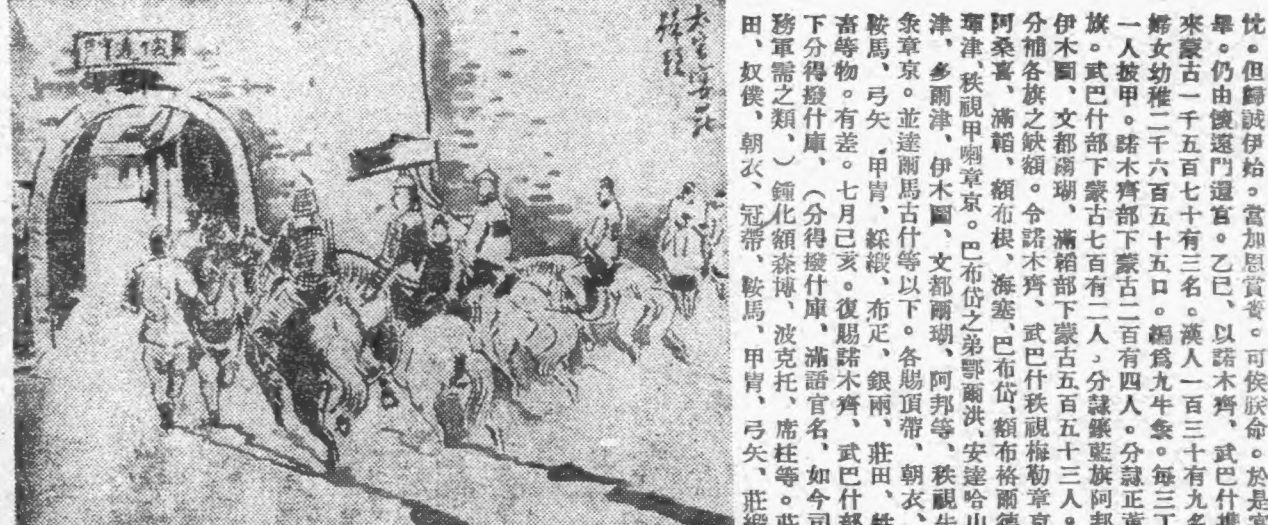 忱。但歸誠伊始。當加恩賞賚。可俟朕命。於是宴
畢。仍由懷遠門還宮。乙巳、以諾木齊、武巴什攜
來蒙古一千五百七十有三名。漢人一百三十有九名
婦女幼稚二千六百五十五口。編爲九牛彔。每三、
一人披甲。諾木齊部下蒙古二百有四人。分隸正黃
旗。武巴什部下蒙古七百有二人。分隸鑲藍旗阿邦
伊木圖、文都爾瑚、滿韜部下蒙古五百五十三人。
分補各旗之缺額。令諾木齊、武巴什秩視梅勒章京
阿桑喜、滿韜、額布根、海塞、巴布岱、額布格爾德
琿津、秩視甲喇章京。巴布岱之弟鄂爾洪、安達哈山
津、多爾津、伊木圖、文都爾瑚、阿邦等、秩視牛
彔章京。並達爾馬古什等以下。各賜頂帶、朝衣、
鞍馬、弓矢、甲冑、綵緞、布疋、銀兩、莊田、牲
畜等物。有差。七月己亥。復賜諾木齊、武巴什部
下分得撥什庫、（分得撥什庫、滿語官名、如今司
務軍需之類、）鍾化額森博、波克托、席柱等。莊
田、奴僕、朝衣、冠帶、鞍馬、甲冑、弓矢、莊緞
懷遠門